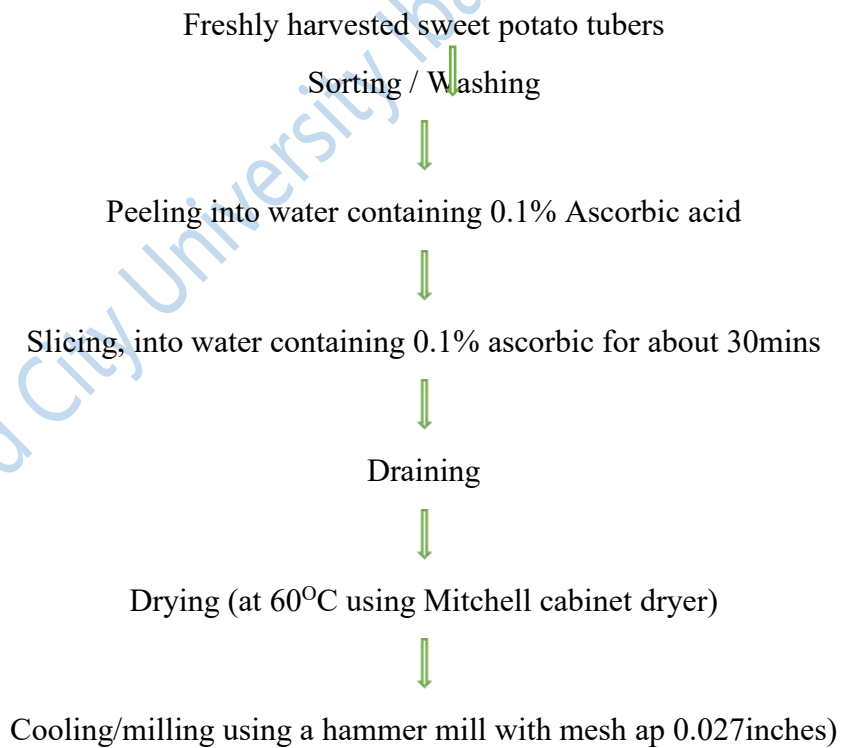 Freshly harvested sweet potato tubers
Sorting / Washing
Peeling into water containing 0.1% Ascorbic acid
Slicing, into water containing 0.1% ascorbic for about 30mins
Draining
Drying (at 60ᴼC using Mitchell cabinet dryer)
Cooling/milling using a hammer mill with mesh ap 0.027inches)
City University